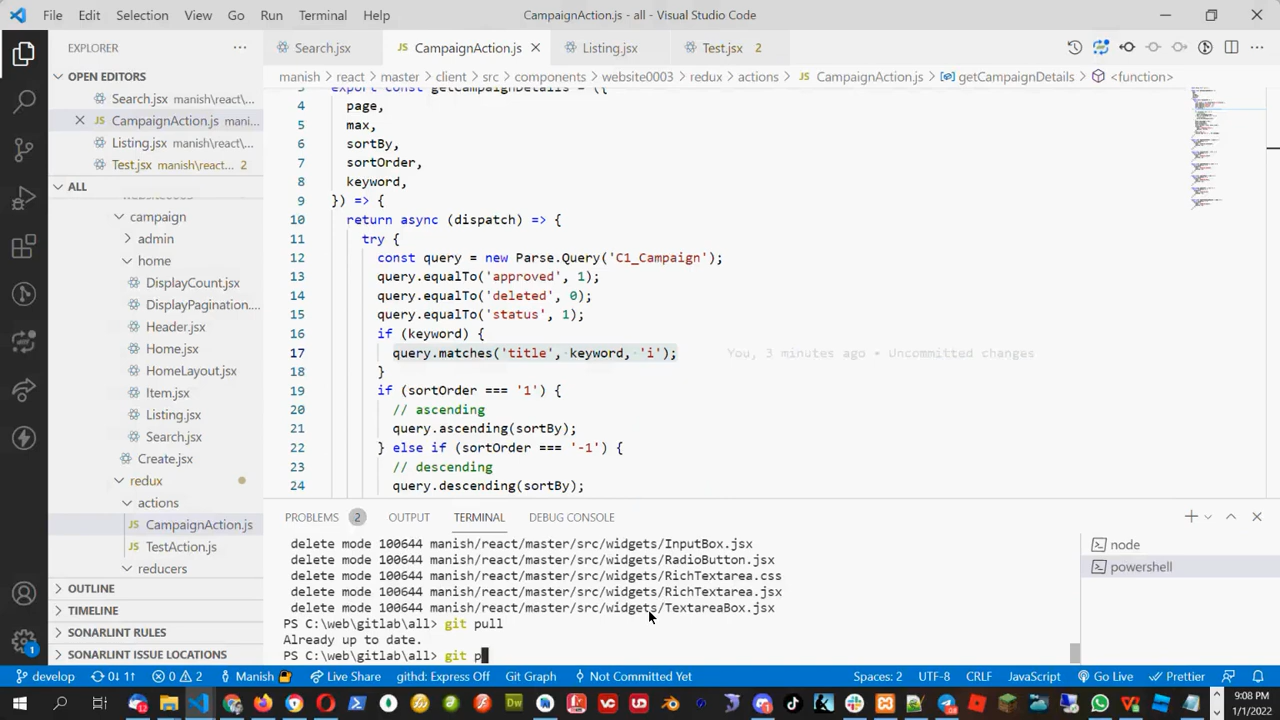 File Edit Selection View Go Run Terminal Help CampaignAction.js - all - Visual Studio Code
EXPLORER
Search.jsx CampaignAction.js Listing.jsx Test.jsx 2
manish > react > master > client > src > components > website0003 > redux > actions > CampaignAction.js > getCampaignDetails > <function>
OPEN EDITORS
Search.jsx manish\react\...
CampaignAction.js mani...
Listing.jsx manish\react\...
Test.jsx manish\react... 2
ALL
website0003
campaign
admin
home
DisplayCount.jsx
DisplayPagination....
Header.jsx
Home.jsx
HomeLayout.jsx
Item.jsx
Listing.jsx
Search.jsx
Create.jsx
redux
actions
CampaignAction.js
TestAction.js
reducers
OUTLINE
TIMELINE
SONARLINT RULES
SONARLINT ISSUE LOCATIONS
3 export const getCampaignDetails = ({
4 page,
5 max,
6 sortBy,
7 sortOrder,
8 keyword,
9 }) => {
10 return async (dispatch) => {
11 try {
12 const query = new Parse.Query('C1_Campaign');
13 query.equalTo('approved', 1);
14 query.equalTo('deleted', 0);
15 query.equalTo('status', 1);
16 if (keyword) {
17 query.matches('title', keyword, 'i'); You, 3 minutes ago • Uncommitted changes
18 }
19 if (sortOrder === '1') {
20 // ascending
21 query.ascending(sortBy);
22 } else if (sortOrder === '-1') {
23 // descending
24 query.descending(sortBy);
PROBLEMS 2 OUTPUT TERMINAL DEBUG CONSOLE
delete mode 100644 manish/react/master/src/widgets/InputBox.jsx
delete mode 100644 manish/react/master/src/widgets/RadioButton.jsx
delete mode 100644 manish/react/master/src/widgets/RichTextarea.css
delete mode 100644 manish/react/master/src/widgets/RichTextarea.jsx
delete mode 100644 manish/react/master/src/widgets/TextareaBox.jsx
PS C:\web\gitlab\all> git pull
Already up to date.
PS C:\web\gitlab\all> git p
node
powershell
1
develop 0↓ 1↑ 0 2 Manish Live Share githd: Express Off Git Graph Not Committed Yet Spaces: 2 UTF-8 CRLF JavaScript Go Live Prettier
9:08 PM
1/1/2022